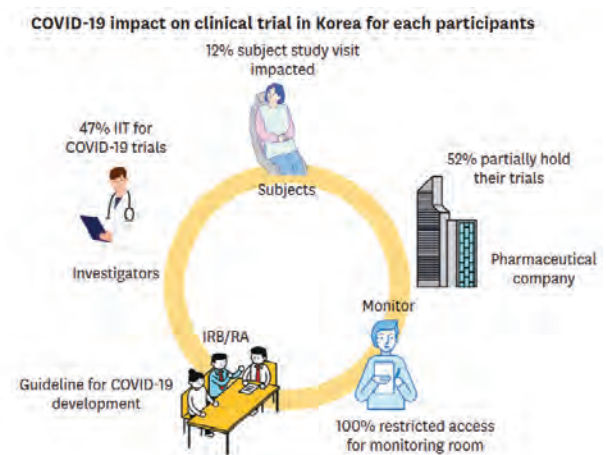 COVID-19 impact on clinical trial in Korea for each participants
12% subject study visit
impacted
47% IIT for
COVID-19 trials
52% partially hold
their trials
Subjects
Investigators
Pharmaceutical
company
Monitor
IRB/RA
Guideline for COVID-19
development
100% restricted access
for monitoring room